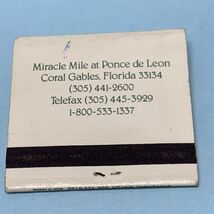 Miracle Mile at Ponce de Leon
Coral Gables, Florida 33134
(305) 441-2600
Telefax (305) 445-3929
1-800-533-1337